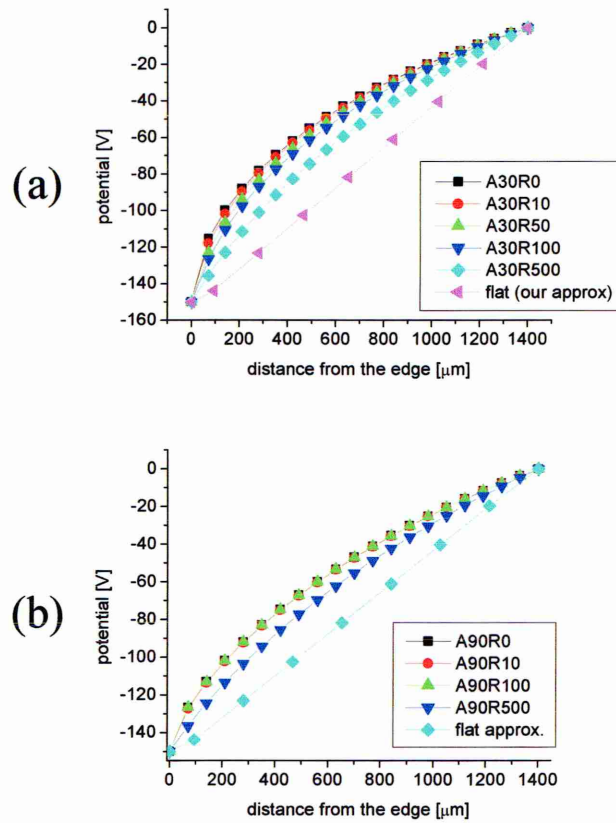 (a)
potential [V]
0
-20
-40
-60
-80
-100
-120
-140
-160
0 200 400 600 800 1000 1200 1400
distance from the edge [μm]
A30R0
A30R10
A30R50
A30R100
A30R500
flat (our approx)
(b)
potential [V]
0
-20
-40
-60
-80
-100
-120
-140
0 200 400 600 800 1000 1200 1400
distance from the edge [μm]
A90R0
A90R10
A90R100
A90R500
flat approx.